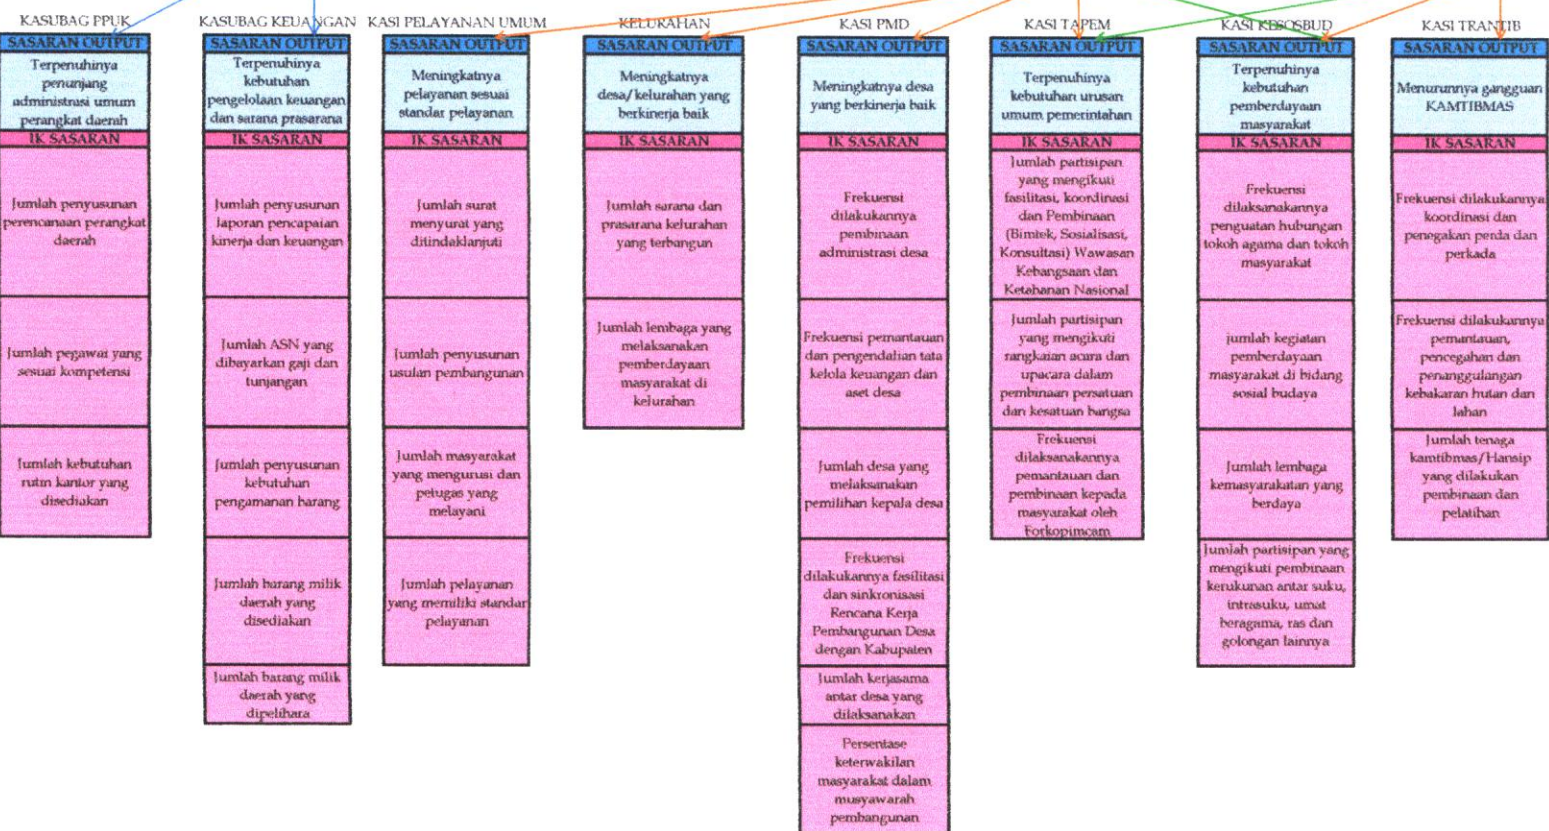 KASUBAG PPUK
SASARAN OUTPUT
Terpenuhinya
penunjang
administrasi umum
perangkat daerah
IK SASARAN
Jumlah penyusunan
perencanaan perangkat
daerah
Jumlah pegawai yang
sesuai kompetensi
Jumlah kebutuhan
rutin kantor yang
disediakan
KASUBAG KEUANGAN
SASARAN OUTPUT
Terpenuhinya
kebutuhan
pengelolaan keuangan
dan sarana prasarana
IK SASARAN
Jumlah penyusunan
laporan pencapaian
kinerja dan keuangan
Jumlah ASN yang
dibayarkan gaji dan
tunjangan
Jumlah penyusunan
kebutuhan
pengamanan barang
Jumlah barang milik
daerah yang
disediakan
Jumlah barang milik
daerah yang
dipelihara
KASI PELAYANAN UMUM
SASARAN OUTPUT
Meningkatnya
pelayanan sesuai
standar pelayanan
IK SASARAN
Jumlah surat
menyurat yang
ditindaklanjuti
Jumlah penyusunan
usulan pembangunan
Jumlah masyarakat
yang mengurusi dan
petugas yang
melayani
Jumlah pelayanan
yang memiliki standar
pelayanan
KELURAHAN
SASARAN OUTPUT
Meningkatnya
desa/kelurahan yang
berkinerja baik
IK SASARAN
Jumlah sarana dan
prasarana kelurahan
yang terbangun
Jumlah lembaga yang
melaksanakan
pemberdayaan
masyarakat di
kelurahan
KASI PMD
SASARAN OUTPUT
Meningkatnya desa
yang berkinerja baik
IK SASARAN
Frekuensi
dilakukannya
pembinaan
administrasi desa
Frekuensi pemantauan
dan pengendalian tata
kelola keuangan dan
aset desa
Jumlah desa yang
melaksanakan
pemilihan kepala desa
Frekuensi
dilakukannya fasilitasi
dan sinkronisasi
Rencana Kerja
Pembangunan Desa
dengan Kabupaten
Jumlah kerjasama
antar desa yang
dilaksanakan
Persentase
keterwakilan
masyarakat dalam
musyawarah
pembangunan
KASI TAPEM
SASARAN OUTPUT
Terpenuhinya
kebutuhan urusan
umum pemerintahan
IK SASARAN
Jumlah partisipan
yang mengikuti
fasilitasi, koordinasi
dan Pembinaan
(Bimtek, Sosialisasi,
Konsultasi) Wawasan
Kebangsaan dan
Ketahanan Nasional
Jumlah partisipan
yang mengikuti
rangkaian acara dan
upacara dalam
pembinaan persatuan
dan kesatuan bangsa
Frekuensi
dilaksanakannya
pemantauan dan
pembinaan kepada
masyarakat oleh
Forkopimcam
KASI KESOSBUD
SASARAN OUTPUT
Terpenuhinya
kebutuhan
pemberdayaan
masyarakat
IK SASARAN
Frekuensi
dilaksanakannya
penguatan hubungan
tokoh agama dan tokoh
masyarakat
jumlah kegiatan
pemberdayaan
masyarakat di bidang
sosial budaya
Jumlah lembaga
kemasyarakatan yang
berdaya
Jumlah partisipan yang
mengikuti pembinaan
kerukunan antar suku,
intrasuku, umat
beragama, ras dan
golongan lainnya
KASI TRANTIB
SASARAN OUTPUT
Menurunnya gangguan
KAMTIBMAS
IK SASARAN
Frekuensi dilakukannya
koordinasi dan
penegakan perda dan
perkada
Frekuensi dilakukannya
pemantauan,
pencegahan dan
penanggulangan
kebakaran hutan dan
lahan
Jumlah tenaga
kamtibmas/Hansip
yang dilakukan
pembinaan dan
pelatihan